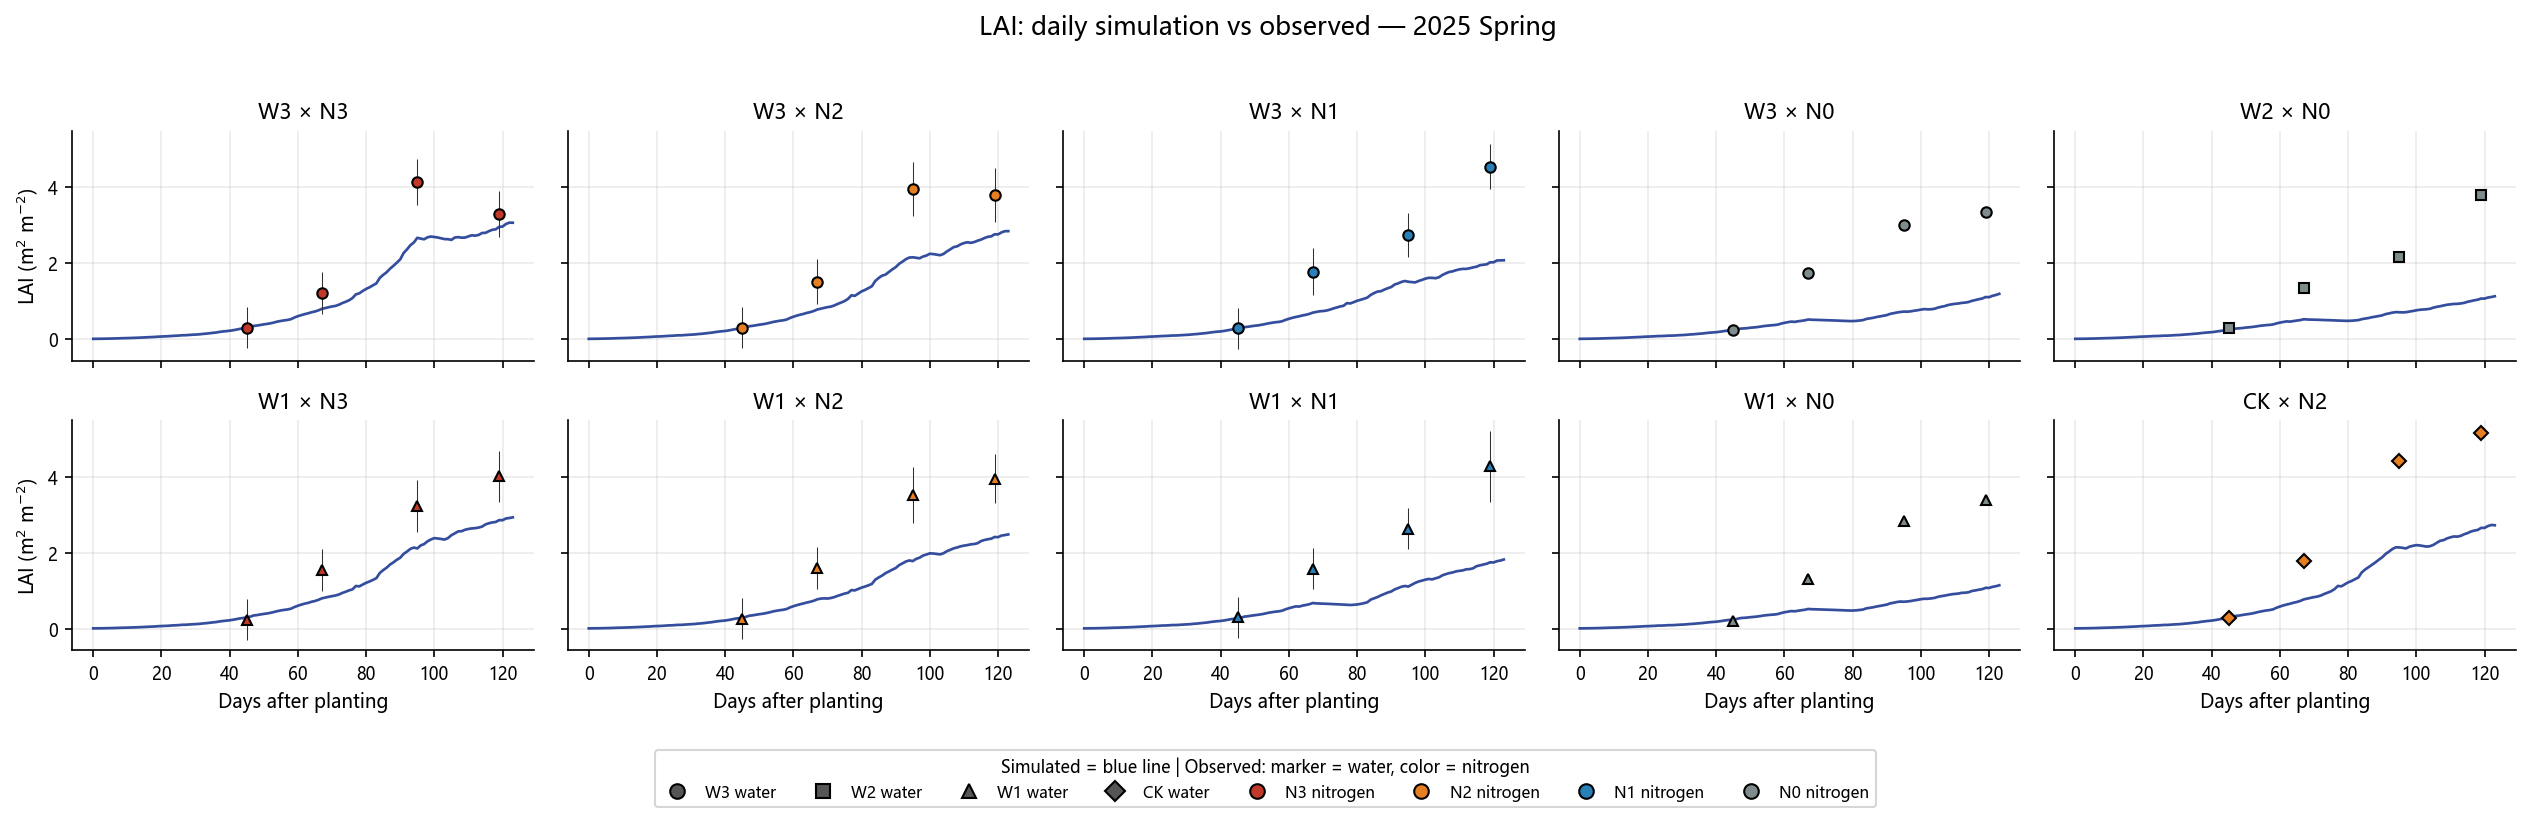 LAI: daily simulation vs observed — 2025 Spring
W3 × N3
W3 × N2
W3 × N1
W3 × N0
W2 × N0
LAI (m² m⁻²)
4
2
0
W1 × N3
W1 × N2
W1 × N1
W1 × N0
CK × N2
LAI (m² m⁻²)
4
2
0
0 20 40 60 80 100 120
0 20 40 60 80 100 120
0 20 40 60 80 100 120
0 20 40 60 80 100 120
0 20 40 60 80 100 120
Days after planting
Days after planting
Days after planting
Days after planting
Days after planting
Simulated = blue line | Observed: marker = water, color = nitrogen
W3 water W2 water W1 water CK water N3 nitrogen N2 nitrogen N1 nitrogen N0 nitrogen